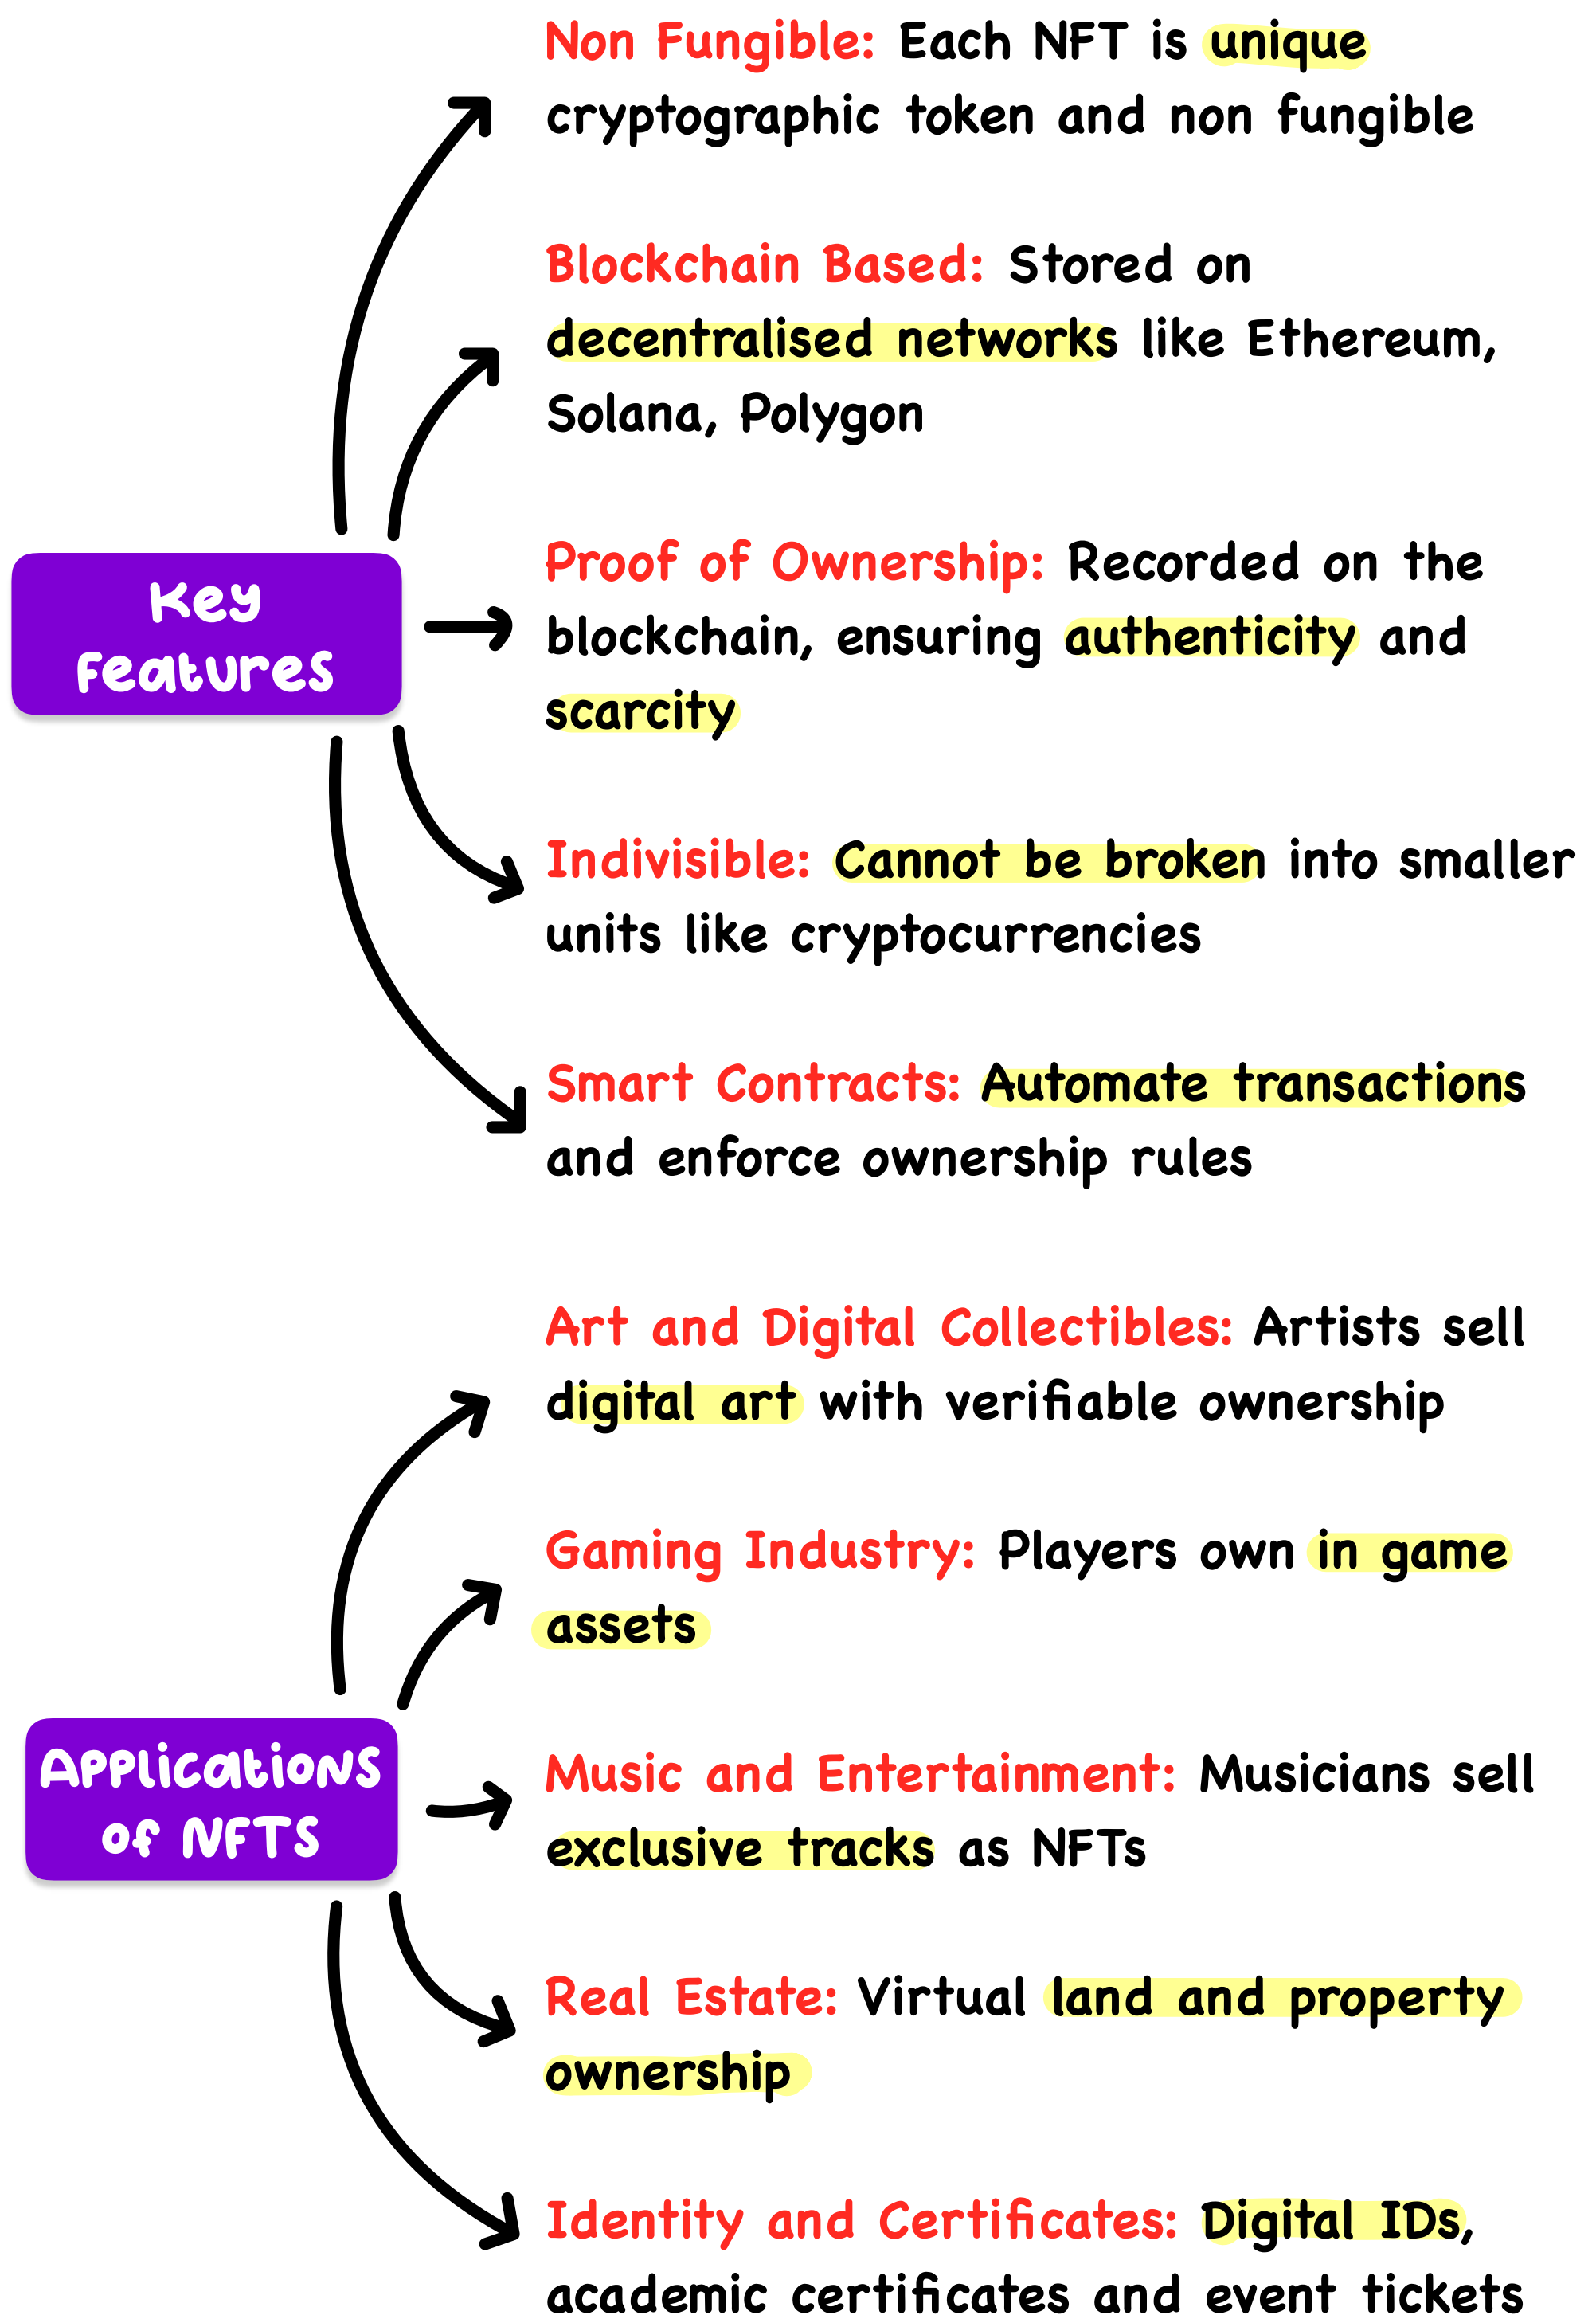 Non Fungible: Each NFT is unique
cryptographic token and non fungible
Blockchain Based: Stored on
decentralised networks like Ethereum,
Solana, Polygon
Key
Features
Proof of Ownership: Recorded on the
blockchain, ensuring authenticity and
scarcity
Indivisible: Cannot be broken into smaller
units like cryptocurrencies
Smart Contracts: Automate transactions
and enforce ownership rules
Art and Digital Collectibles: Artists sell
digital art with verifiable ownership
Gaming Industry: Players own in game
assets
Applications
of NFTS
Music and Entertainment: Musicians sell
exclusive tracks as NFTs
Real Estate: Virtual land and property
ownership
Identity and Certificates: Digital IDs,
academic certificates and event tickets